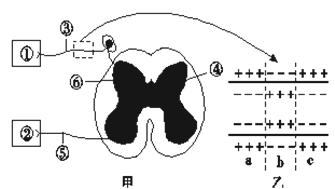 ③
①
④
⑥
②
⑤
甲
+++ --- +++
--- +++ ---
--- +++ ---
+++ --- +++
a b c
乙